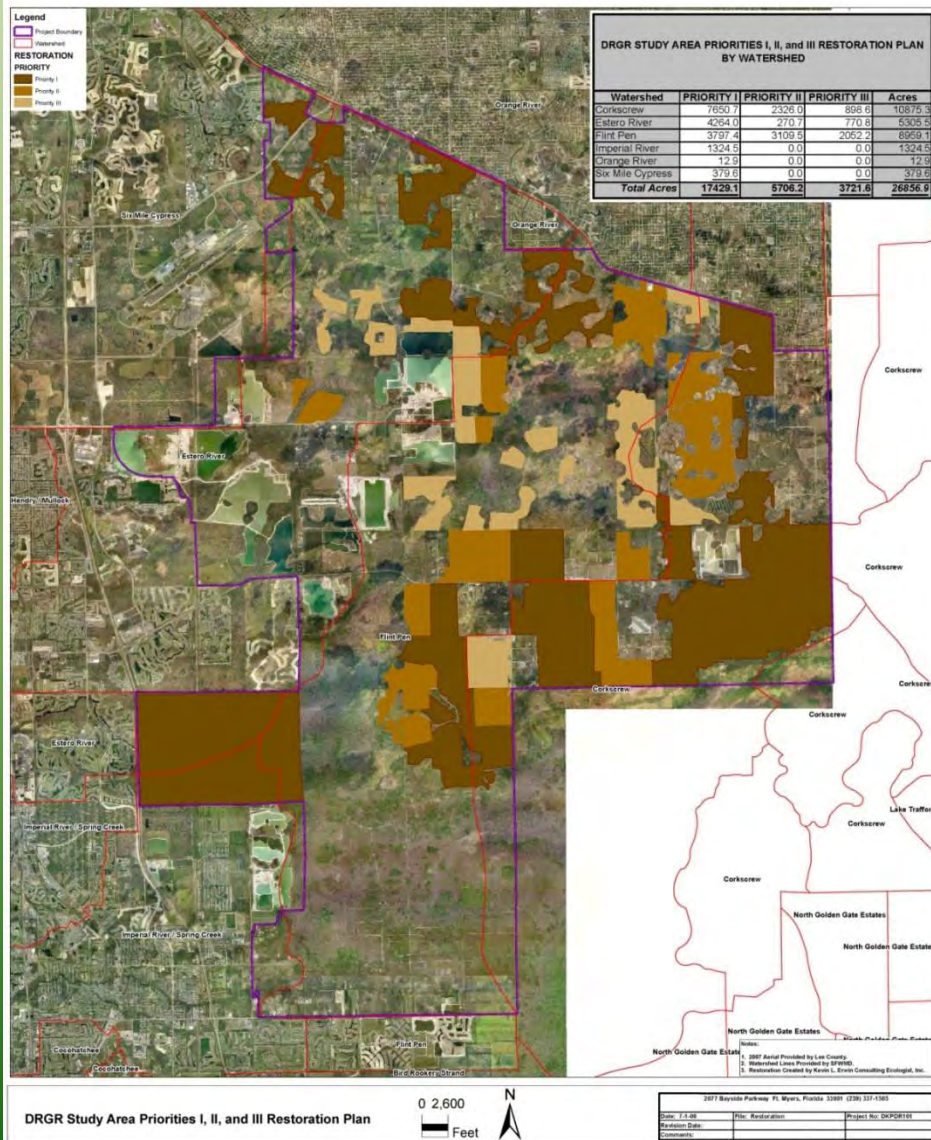 Legend
Project Boundary
Watershed
RESTORATION
PRIORITY
Priority I
Priority II
Priority III
DRGR STUDY AREA PRIORITIES I, II, and III RESTORATION PLAN
BY WATERSHED
Watershed PRIORITY I PRIORITY II PRIORITY III Acres
Corkscrew 7650.7 2326.0 898.6 10875.3
Estero River 4264.0 270.7 770.8 5305.5
Flint Pen 3797.4 3109.5 2052.2 8959.1
Imperial River 1324.5 0.0 0.0 1324.5
Orange River 12.9 0.0 0.0 12.9
Six Mile Cypress 379.6 0.0 0.0 379.6
Total Acres 17429.1 5706.2 3721.6 26856.9
Orange River
Six Mile Cypress
Orange River
Corkscrew
Estero River
Hendry / Mullock
Corkscrew
Flint Pen
Corkscrew
Corkscrew
Corkscrew
Estero River
Lake Trafford
Imperial River / Spring Creek
Corkscrew
Corkscrew
North Golden Gate Estates
Imperial River / Spring Creek
North Golden Gate Estate
North Golden Gate Estates
Flint Pen
Cocohatchee
Cocohatchee
North Golden Gate Estate
Bird Rookery Strand
Notes:
1. 2007 Aerial Provided by Lee County.
2. Watershed Lines Provided by SFWMD.
3. Restoration Created by Kevin L. Erwin Consulting Ecologist, Inc.
DRGR Study Area Priorities I, II, and III Restoration Plan
0 2,600
Feet
N
2077 Bayside Parkway Ft. Myers, Florida 33901 (239) 337-1505
Date: 7-1-08 File: Restoration Project No: DKPDR101
Revision Date:
Comments: